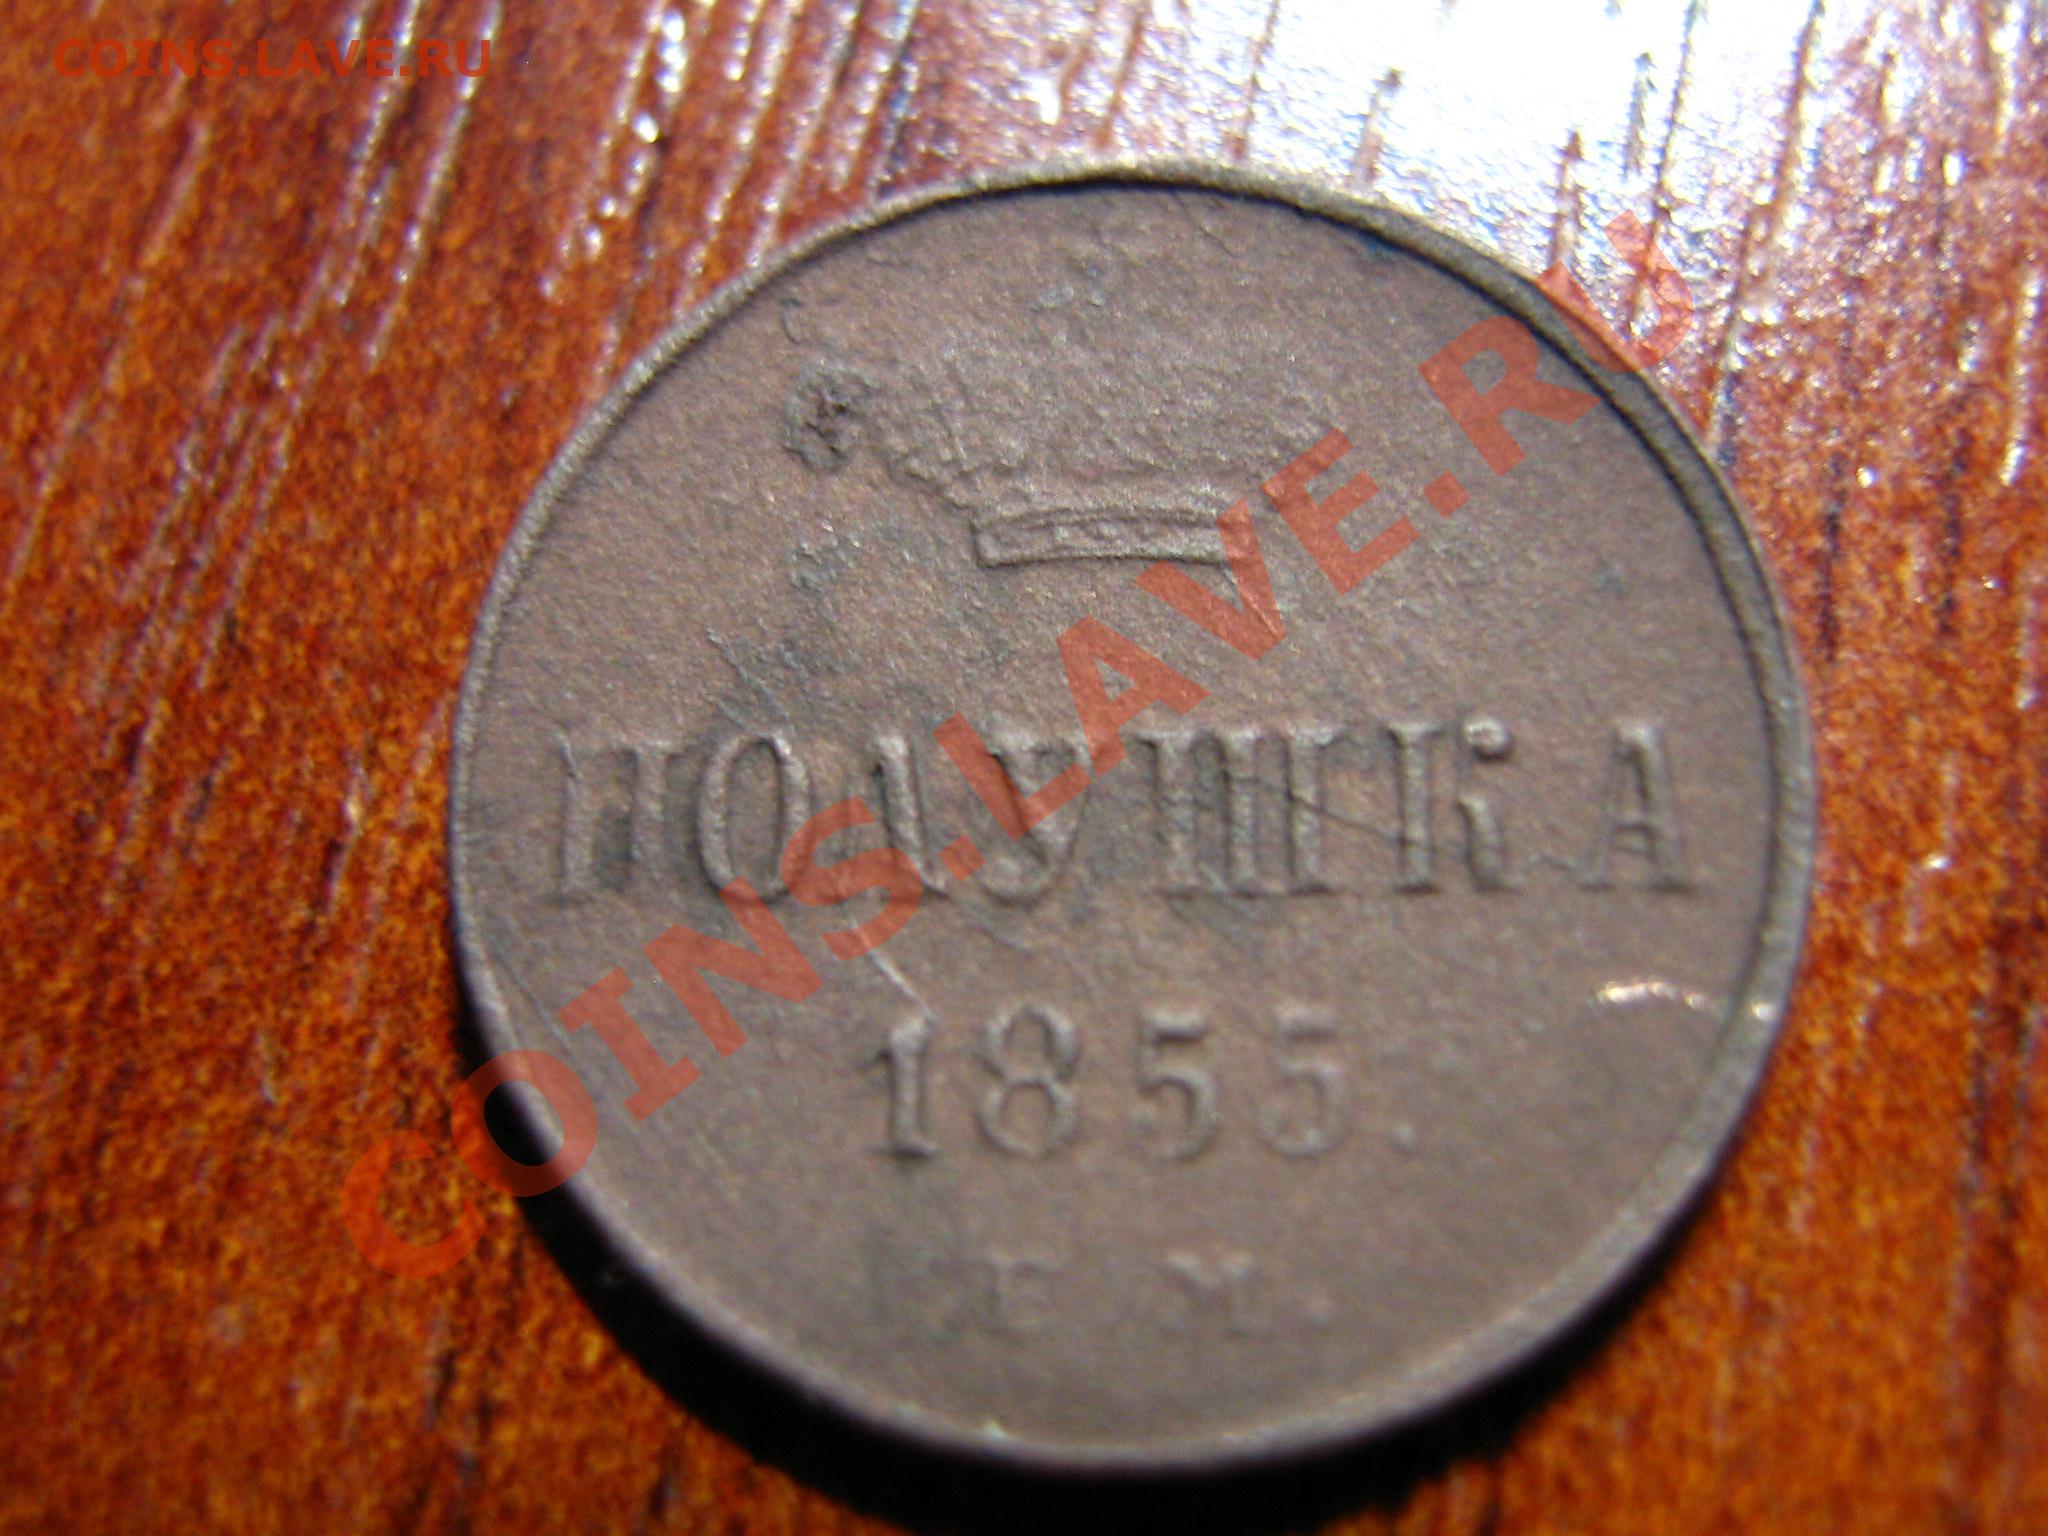 COINS.LAVE.RU
COINS.LAVE.RU
ПОЛУШКА
1855.
Е М.